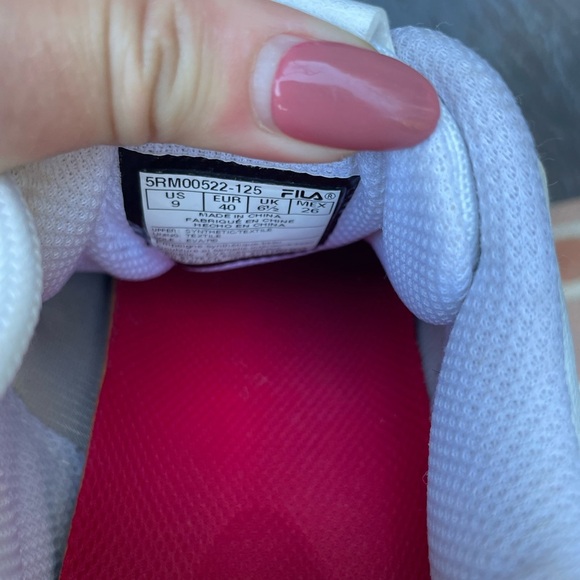 5RM00522-125 FILA®
US EUR UK MEX
9 40 6½ 26
MADE IN CHINA
FABRIQUÉ EN CHINE
HECHO EN CHINA
UPPER: SYNTHETIC/TEXTILE
TEXTILE